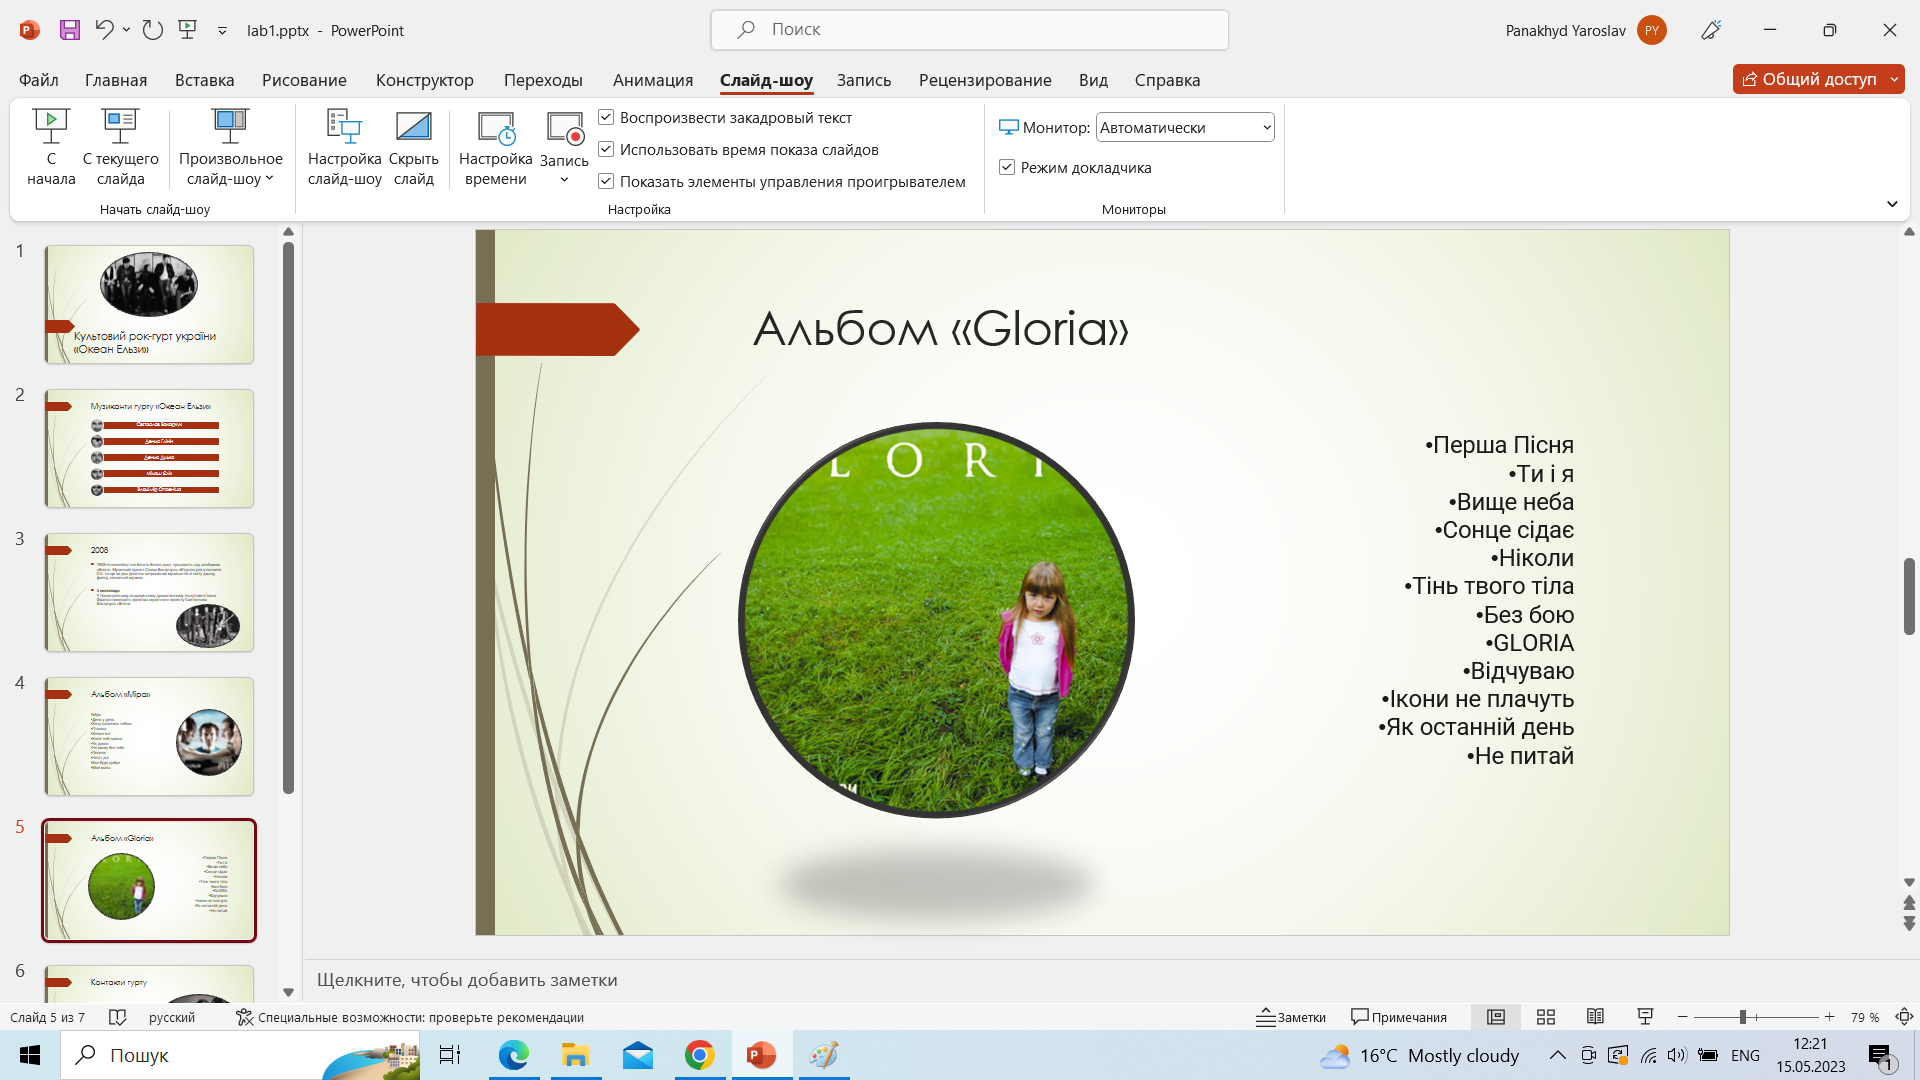 lab1.pptx - PowerPoint
Поиск
Panakhyd Yaroslav
PY
Файл Главная Вставка Рисование Конструктор Переходы Анимация Слайд-шоу Запись Рецензирование Вид Справка
Общий доступ
С начала
С текущего слайда
Произвольное слайд-шоу
Начать слайд-шоу
Настройка слайд-шоу
Скрыть слайд
Настройка времени
Запись
Воспроизвести закадровый текст
Использовать время показа слайдов
Показать элементы управления проигрывателем
Настройка
Монитор: Автоматически
Режим докладчика
Мониторы
1
Культовий рок-гурт україни
«Океан Ельзи»
2
Музиканти гурту «Океан Ельзи»
3
2008
4
Альбом «Міра»
5
Альбом «Gloria»
6
Контакти гурту
Альбом «Gloria»
LORI
•Перша Пісня
•Ти і я
•Вище неба
•Сонце сідає
•Ніколи
•Тінь твого тіла
•Без бою
•GLORIA
•Відчуваю
•Ікони не плачуть
•Як останній день
•Не питай
Щелкните, чтобы добавить заметки
Слайд 5 из 7
русский
Специальные возможности: проверьте рекомендации
Заметки
Примечания
79 %
Пошук
16°C Mostly cloudy
ENG
12:21
15.05.2023
1